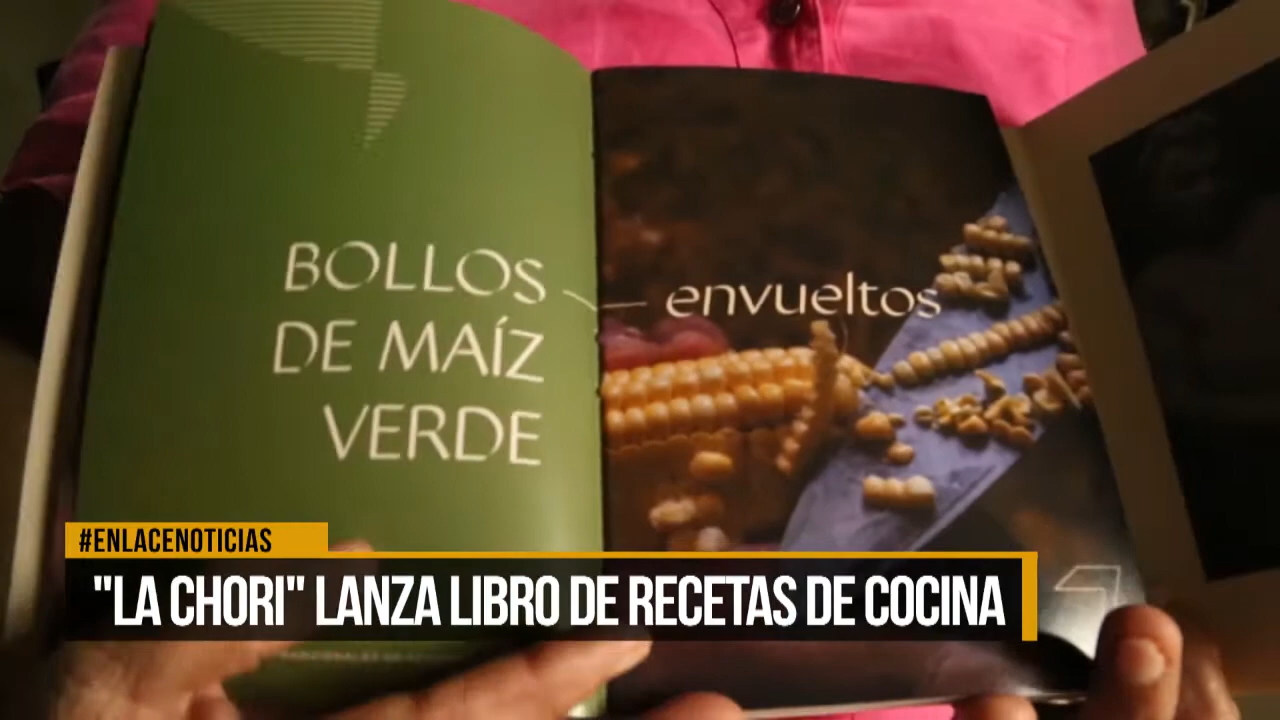 BOLLOS
DE MAÍZ
VERDE
envueltos
#ENLACENOTICIAS
"LA CHORI" LANZA LIBRO DE RECETAS DE COCINA